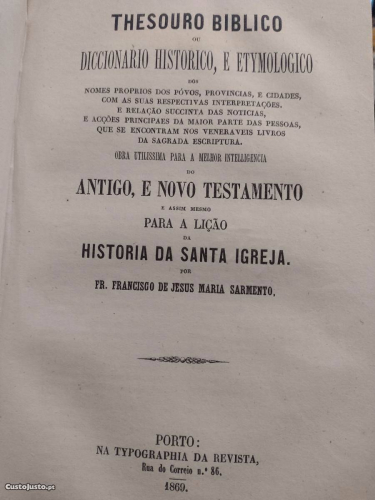 THESOURO BIBLICO
OU
DICCIONARIO HISTORICO, E ETYMOLOGICO
DOS
NOMES PROPRIOS DOS PÓVOS, PROVINCIAS, E CIDADES,
COM AS SUAS RESPECTIVAS INTERPRETAÇÕES,
E RELAÇÃO SUCCINTA DAS NOTICIAS,
E ACÇÕES PRINCIPAES DA MAIOR PARTE DAS PESSOAS,
QUE SE ENCONTRAM NOS VENERAVEIS LIVROS
DA SAGRADA ESCRIPTURA.
OBRA UTILISSIMA PARA A MELHOR INTELLIGENCIA
DO
ANTIGO, E NOVO TESTAMENTO
E ASSIM MESMO
PARA A LIÇÃO
DA
HISTORIA DA SANTA IGREJA.
POR
FR. FRANCISCO DE JESUS MARIA SARMENTO,
PORTO:
NA TYPOGRAPHIA DA REVISTA,
Rua do Correio n.º 86.
1869.
CustoJusto.pt